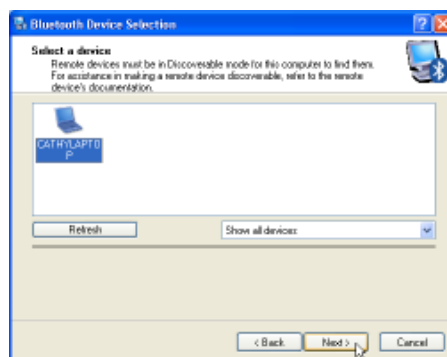 Bluetooth Device Selection
Select a device
Remote devices must be in Discoverable mode for this computer to find them.
For assistance in making a remote device discoverable, refer to the remote
device's documentation.
CATHYLAPTO
P
Refresh
Show all devices
< Back
Next >
Cancel